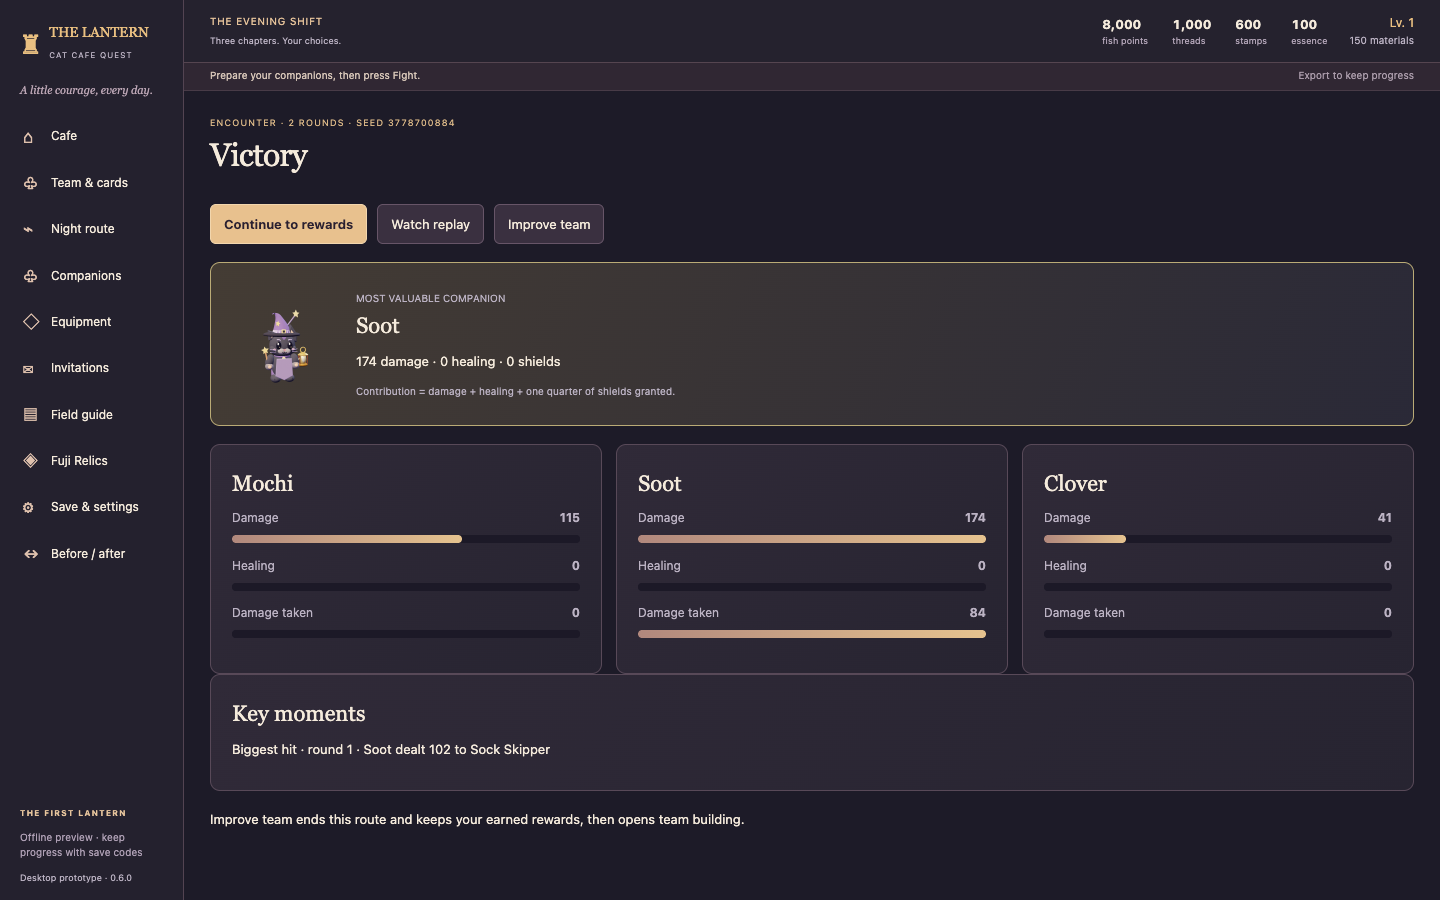 THE LANTERN
CAT CAFE QUEST
A little courage, every day.
Cafe
Team & cards
Night route
Companions
Equipment
Invitations
Field guide
Fuji Relics
Save & settings
Before / after
THE FIRST LANTERN
Offline preview · keep
progress with save codes
Desktop prototype · 0.6.0
THE EVENING SHIFT
Three chapters. Your choices.
8,000
fish points
1,000
threads
600
stamps
100
essence
Lv. 1
150 materials
Prepare your companions, then press Fight.
Export to keep progress
ENCOUNTER · 2 ROUNDS · SEED 3778700884
Victory
Continue to rewards
Watch replay
Improve team
MOST VALUABLE COMPANION
Soot
174 damage · 0 healing · 0 shields
Contribution = damage + healing + one quarter of shields granted.
Mochi
Damage 115
Healing 0
Damage taken 0
Soot
Damage 174
Healing 0
Damage taken 84
Clover
Damage 41
Healing 0
Damage taken 0
Key moments
Biggest hit · round 1 · Soot dealt 102 to Sock Skipper
Improve team ends this route and keeps your earned rewards, then opens team building.